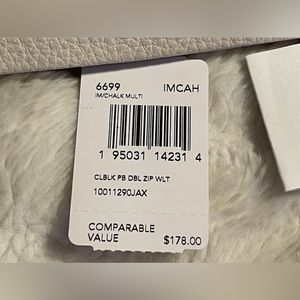 6699 IMCAH
IM/CHALK MULTI
1 95031 14231 4
CLBLK PB DBL ZIP WLT
10011290JAX
COMPARABLE
VALUE $178.00